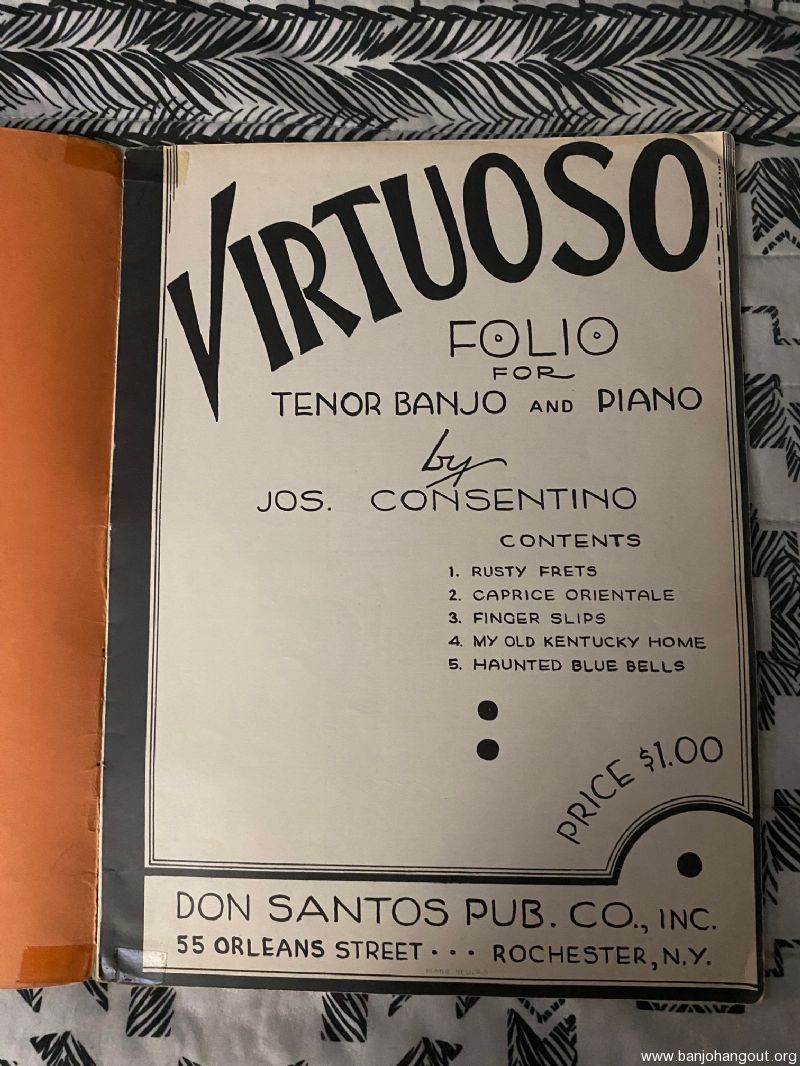 VIRTUOSO
FOLIO
FOR
TENOR BANJO AND PIANO
by
JOS. CONSENTINO
CONTENTS
1. RUSTY FRETS
2. CAPRICE ORIENTALE
3. FINGER SLIPS
4. MY OLD KENTUCKY HOME
5. HAUNTED BLUE BELLS
PRICE $1.00
DON SANTOS PUB. CO., INC.
55 ORLEANS STREET ... ROCHESTER, N.Y.
www.banjohangout.org